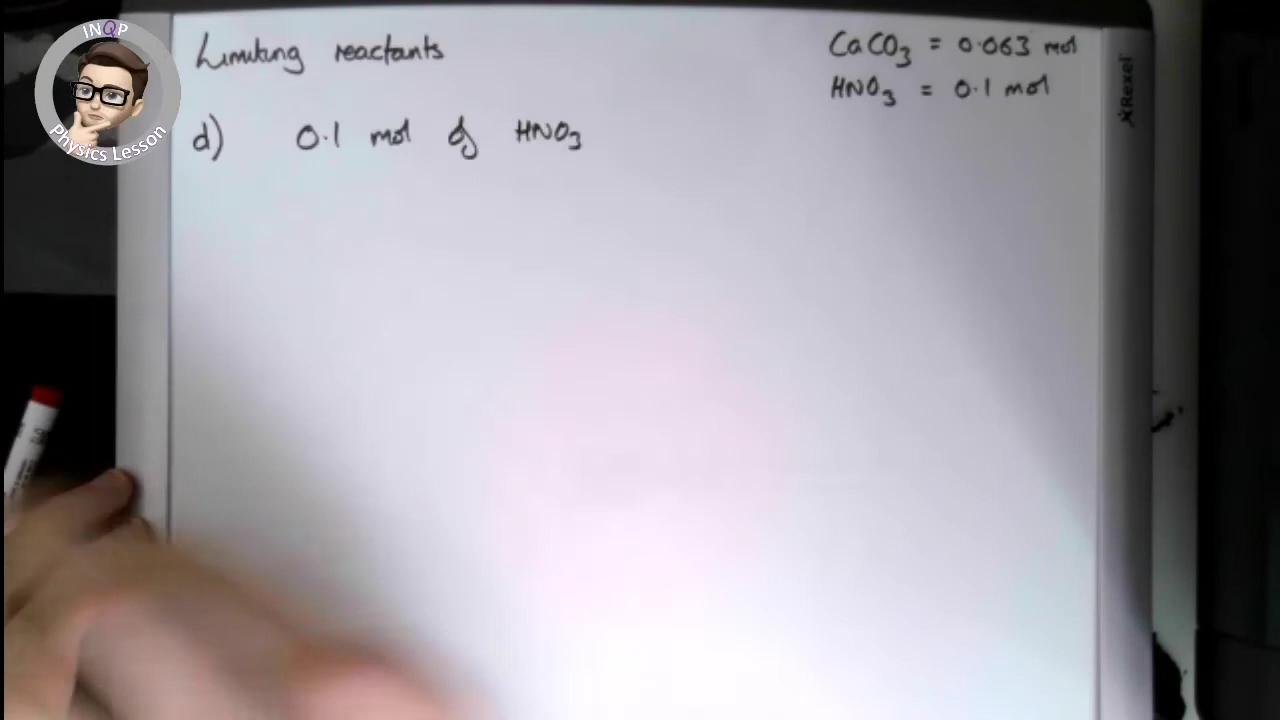 INQP
Physics Lesson
Limiting reactants
CaCO₃ = 0.063 mol
HNO₃ = 0.1 mol
d) 0.1 mol of HNO₃
Rexel